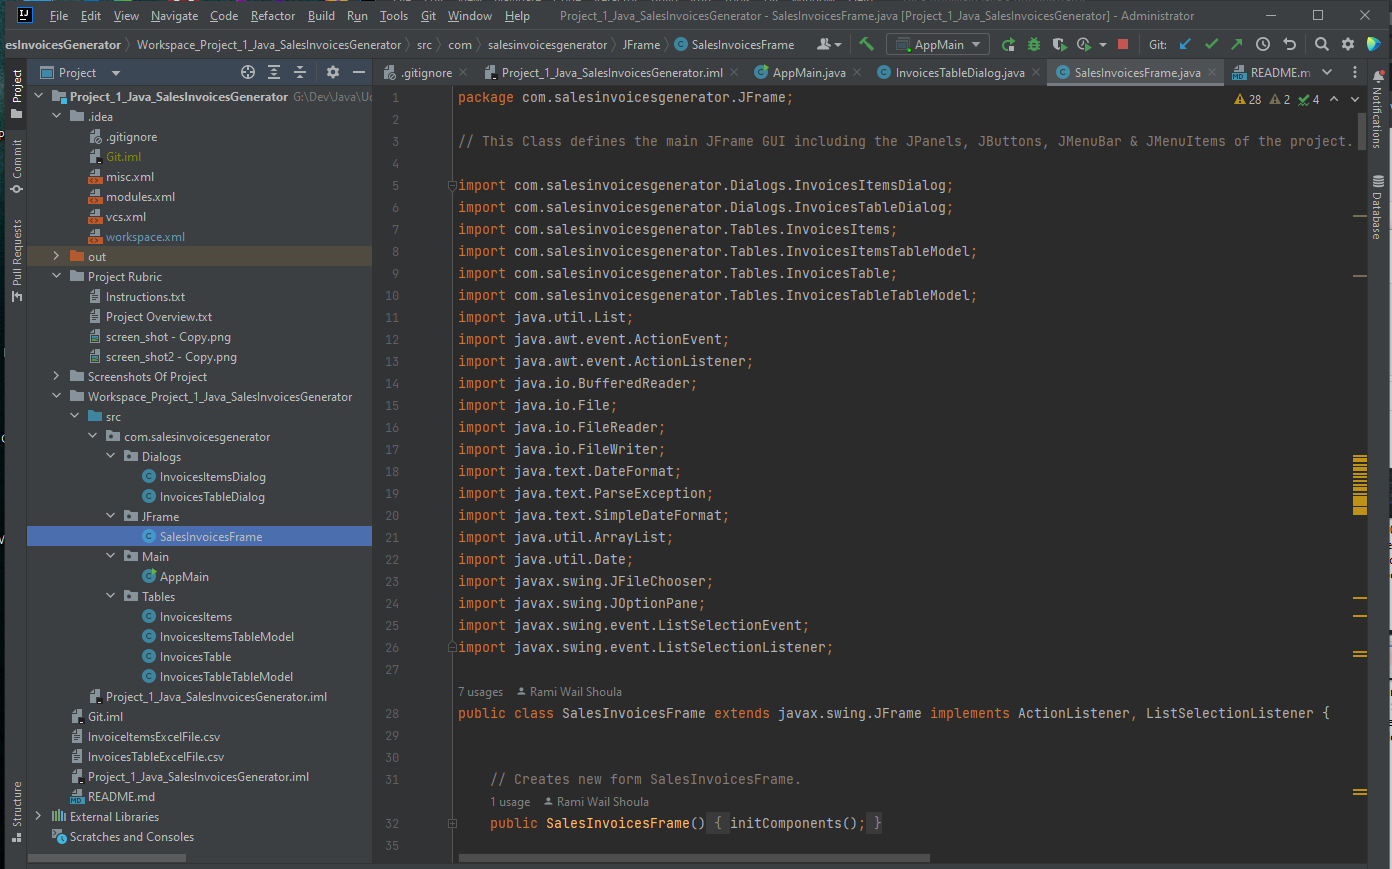 File Edit View Navigate Code Refactor Build Run Tools Git Window Help Project_1_Java_SalesInvoicesGenerator - SalesInvoicesFrame.java [Project_1_Java_SalesInvoicesGenerator] - Administrator
esInvoicesGenerator Workspace_Project_1_Java_SalesInvoicesGenerator src com salesinvoicesgenerator JFrame SalesInvoicesFrame AppMain Git:
Project .gitignore Project_1_Java_SalesInvoicesGenerator.iml AppMain.java InvoicesTableDialog.java SalesInvoicesFrame.java README.m
Project
Commit
Pull Requests
Structure
Project_1_Java_SalesInvoicesGenerator G:\Dev\Java\Uc
.idea
.gitignore
Git.iml
misc.xml
modules.xml
vcs.xml
workspace.xml
out
Project Rubric
Instructions.txt
Project Overview.txt
screen_shot - Copy.png
screen_shot2 - Copy.png
Screenshots Of Project
Workspace_Project_1_Java_SalesInvoicesGenerator
src
com.salesinvoicesgenerator
Dialogs
InvoicesItemsDialog
InvoicesTableDialog
JFrame
SalesInvoicesFrame
Main
AppMain
Tables
InvoicesItems
InvoicesItemsTableModel
InvoicesTable
InvoicesTableTableModel
Project_1_Java_SalesInvoicesGenerator.iml
Git.iml
InvoiceItemsExcelFile.csv
InvoicesTableExcelFile.csv
Project_1_Java_SalesInvoicesGenerator.iml
README.md
External Libraries
Scratches and Consoles
28 2 4
1 package com.salesinvoicesgenerator.JFrame;
2
3 // This Class defines the main JFrame GUI including the JPanels, JButtons, JMenuBar & JMenuItems of the project.
4
5 import com.salesinvoicesgenerator.Dialogs.InvoicesItemsDialog;
6 import com.salesinvoicesgenerator.Dialogs.InvoicesTableDialog;
7 import com.salesinvoicesgenerator.Tables.InvoicesItems;
8 import com.salesinvoicesgenerator.Tables.InvoicesItemsTableModel;
9 import com.salesinvoicesgenerator.Tables.InvoicesTable;
10 import com.salesinvoicesgenerator.Tables.InvoicesTableTableModel;
11 import java.util.List;
12 import java.awt.event.ActionEvent;
13 import java.awt.event.ActionListener;
14 import java.io.BufferedReader;
15 import java.io.File;
16 import java.io.FileReader;
17 import java.io.FileWriter;
18 import java.text.DateFormat;
19 import java.text.ParseException;
20 import java.text.SimpleDateFormat;
21 import java.util.ArrayList;
22 import java.util.Date;
23 import javax.swing.JFileChooser;
24 import javax.swing.JOptionPane;
25 import javax.swing.event.ListSelectionEvent;
26 import javax.swing.event.ListSelectionListener;
27
7 usages Rami Wail Shoula
28 public class SalesInvoicesFrame extends javax.swing.JFrame implements ActionListener, ListSelectionListener {
29
30
31 // Creates new form SalesInvoicesFrame.
1 usage Rami Wail Shoula
32 public SalesInvoicesFrame() { initComponents(); }
35
Notifications
Database